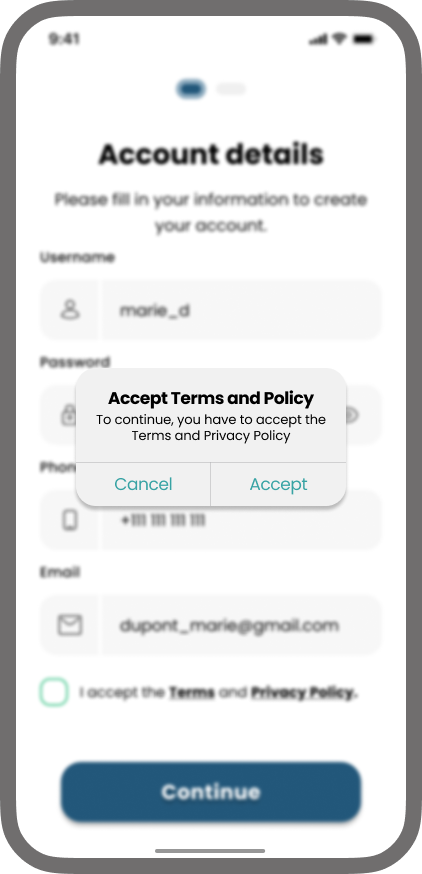 9:41
Account details
Please fill in your information to create
your account.
Username
marie_d
Password
Accept Terms and Policy
To continue, you have to accept the
Terms and Privacy Policy
Cancel Accept
+111 111 111 111
Email
dupont_marie@gmail.com
I accept the Terms and Privacy Policy.
Continue